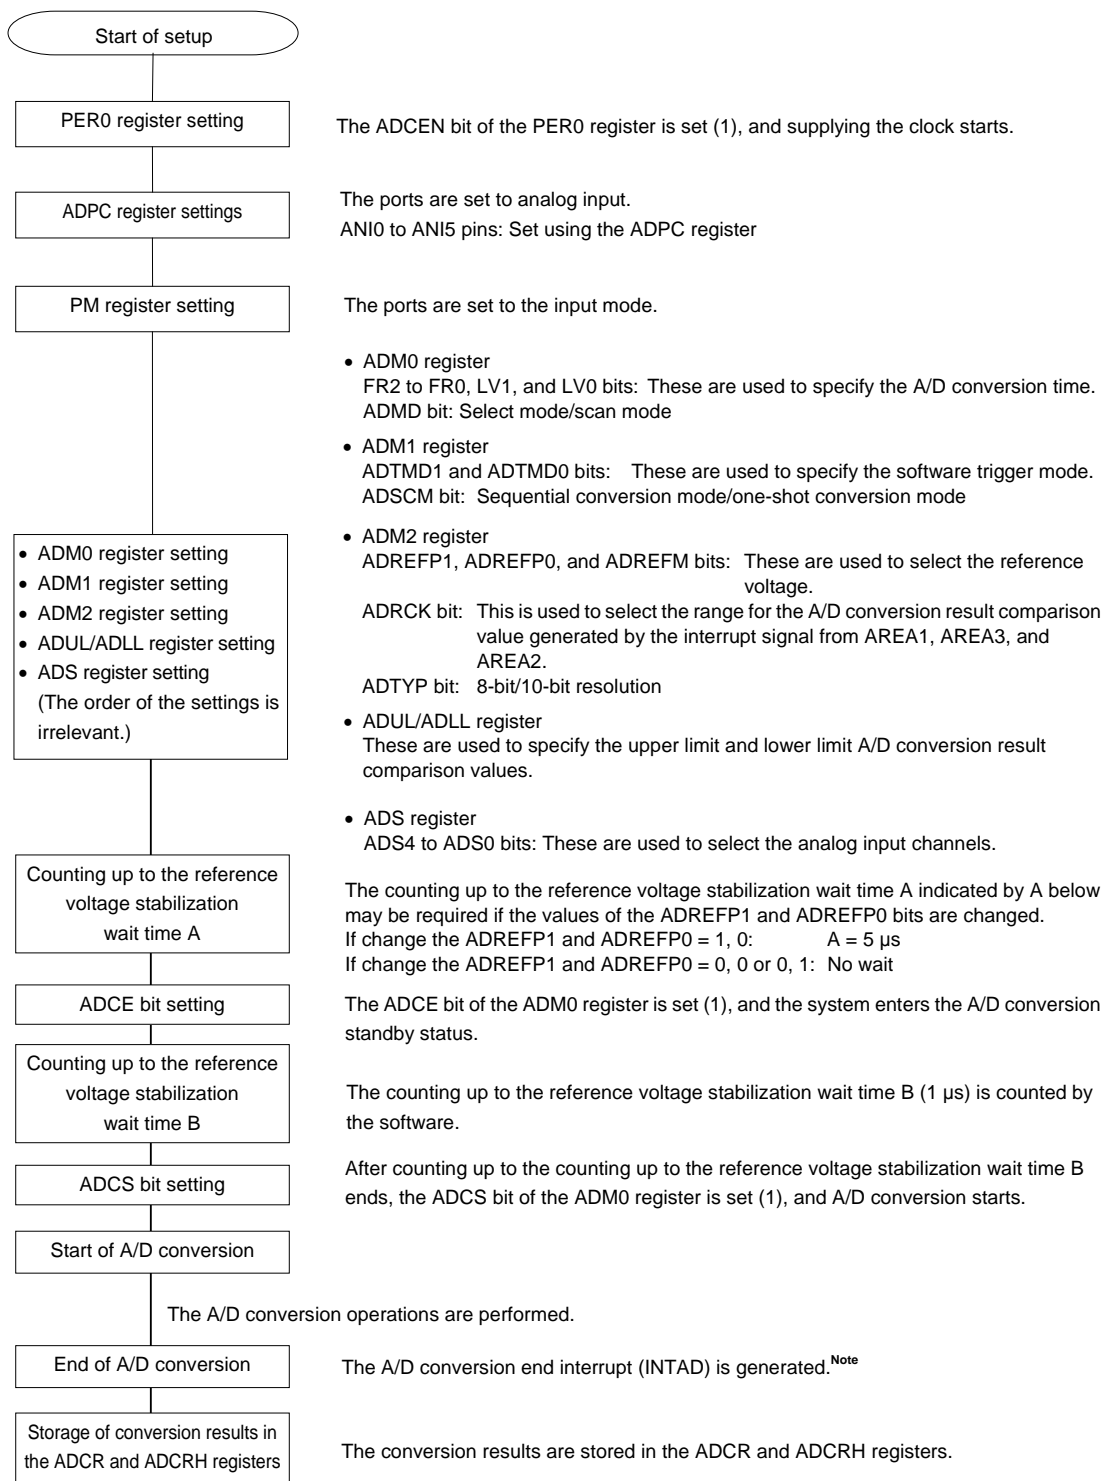 Start of setup
PER0 register setting
The ADCEN bit of the PER0 register is set (1), and supplying the clock starts.
ADPC register settings
The ports are set to analog input.
ANI0 to ANI5 pins: Set using the ADPC register
PM register setting
The ports are set to the input mode.
• ADM0 register
FR2 to FR0, LV1, and LV0 bits: These are used to specify the A/D conversion time.
ADMD bit: Select mode/scan mode
• ADM1 register
ADTMD1 and ADTMD0 bits: These are used to specify the software trigger mode.
ADSCM bit: Sequential conversion mode/one-shot conversion mode
• ADM0 register setting
• ADM1 register setting
• ADM2 register setting
• ADUL/ADLL register setting
• ADS register setting
(The order of the settings is
irrelevant.)
• ADM2 register
ADREFP1, ADREFP0, and ADREFM bits: These are used to select the reference
voltage.
ADRCK bit: This is used to select the range for the A/D conversion result comparison
value generated by the interrupt signal from AREA1, AREA3, and
AREA2.
ADTYP bit: 8-bit/10-bit resolution
• ADUL/ADLL register
These are used to specify the upper limit and lower limit A/D conversion result
comparison values.
• ADS register
ADS4 to ADS0 bits: These are used to select the analog input channels.
Counting up to the reference
voltage stabilization
wait time A
The counting up to the reference voltage stabilization wait time A indicated by A below
may be required if the values of the ADREFP1 and ADREFP0 bits are changed.
If change the ADREFP1 and ADREFP0 = 1, 0: A = 5 µs
If change the ADREFP1 and ADREFP0 = 0, 0 or 0, 1: No wait
ADCE bit setting
The ADCE bit of the ADM0 register is set (1), and the system enters the A/D conversion
standby status.
Counting up to the reference
voltage stabilization
wait time B
The counting up to the reference voltage stabilization wait time B (1 µs) is counted by
the software.
ADCS bit setting
After counting up to the counting up to the reference voltage stabilization wait time B
ends, the ADCS bit of the ADM0 register is set (1), and A/D conversion starts.
Start of A/D conversion
The A/D conversion operations are performed.
End of A/D conversion
The A/D conversion end interrupt (INTAD) is generated.Note
Storage of conversion results in
the ADCR and ADCRH registers
The conversion results are stored in the ADCR and ADCRH registers.